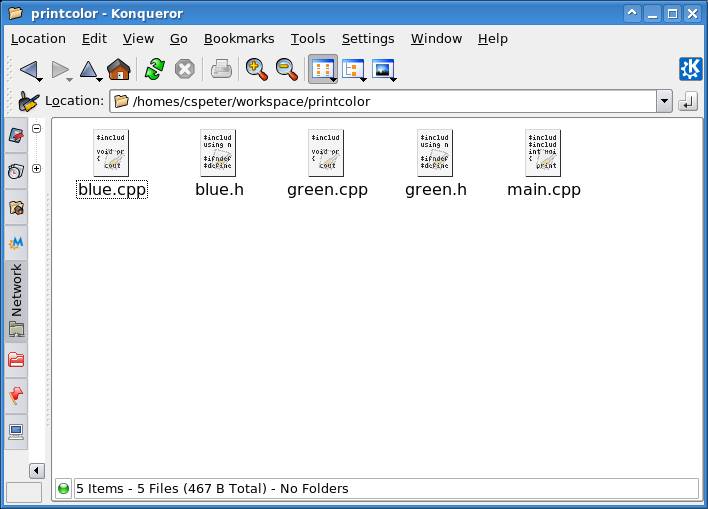 printcolor - Konqueror
Location Edit View Go Bookmarks Tools Settings Window Help
Location: /homes/cspeter/workspace/printcolor
Network
#includ
void pr
{
cout
blue.cpp
#includ
using n
#ifndef
#define
blue.h
#includ
void pr
{
cout
green.cpp
#includ
using n
#ifndef
#define
green.h
#includ
#includ
int mai
{
print
main.cpp
5 Items - 5 Files (467 B Total) - No Folders